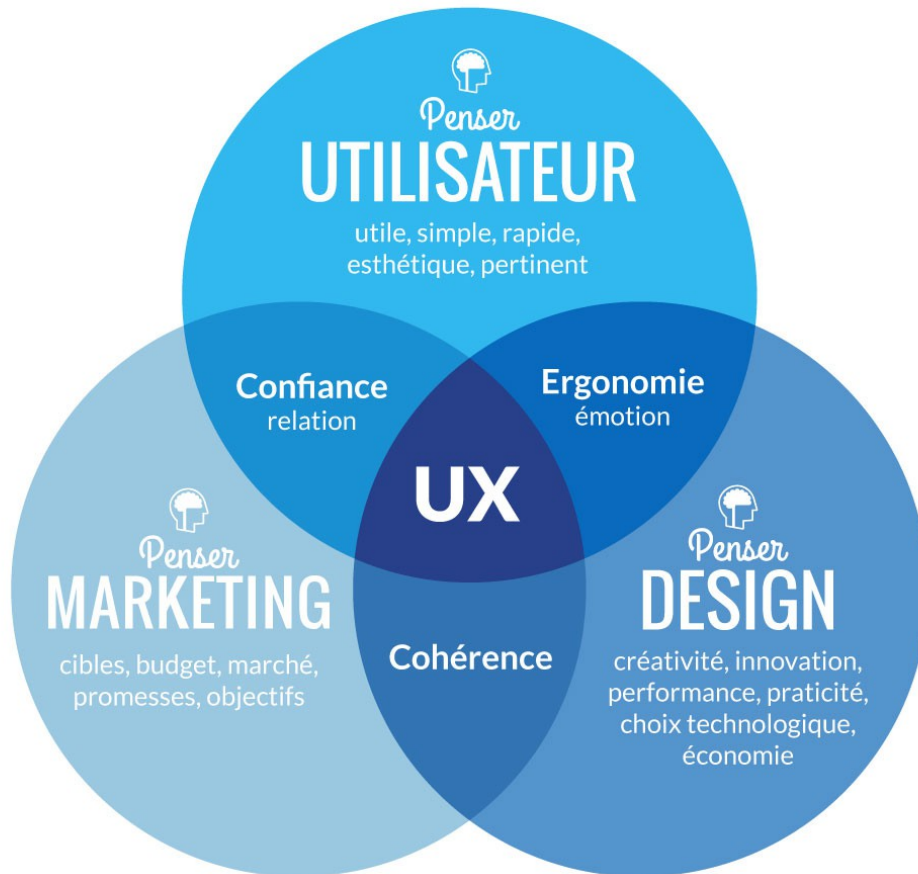 Penser
UTILISATEUR
utile, simple, rapide,
esthétique, pertinent
Confiance
relation
Ergonomie
émotion
UX
Penser
MARKETING
cibles, budget, marché,
promesses, objectifs
Cohérence
Penser
DESIGN
créativité, innovation,
performance, praticité,
choix technologique,
économie